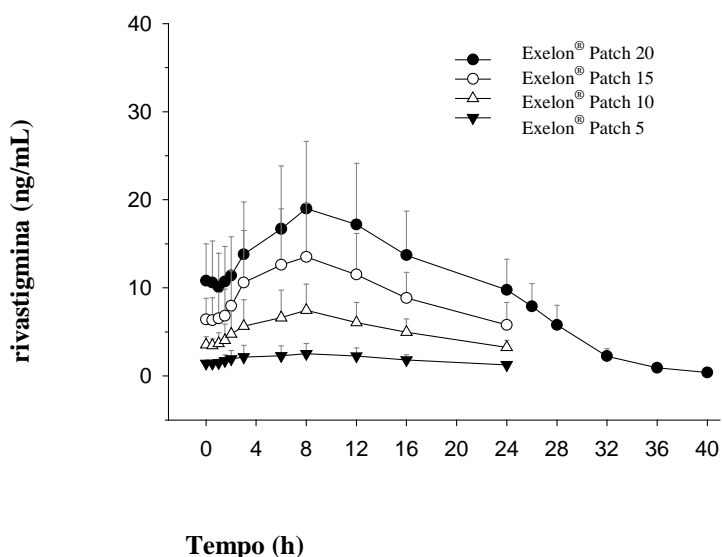 40
30
20
10
0
rivastigmina (ng/mL)
Exelon® Patch 20
Exelon® Patch 15
Exelon® Patch 10
Exelon® Patch 5
0 4 8 12 16 20 24 28 32 36 40
Tempo (h)